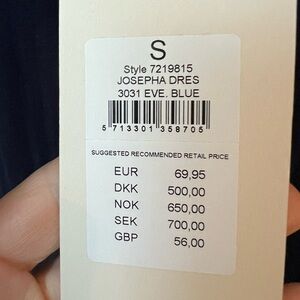 S
Style 7219815
JOSEPHA DRES
3031 EVE. BLUE
5 713301 358705
SUGGESTED RECOMMENDED RETAIL PRICE
EUR 69,95
DKK 500,00
NOK 650,00
SEK 700,00
GBP 56,00